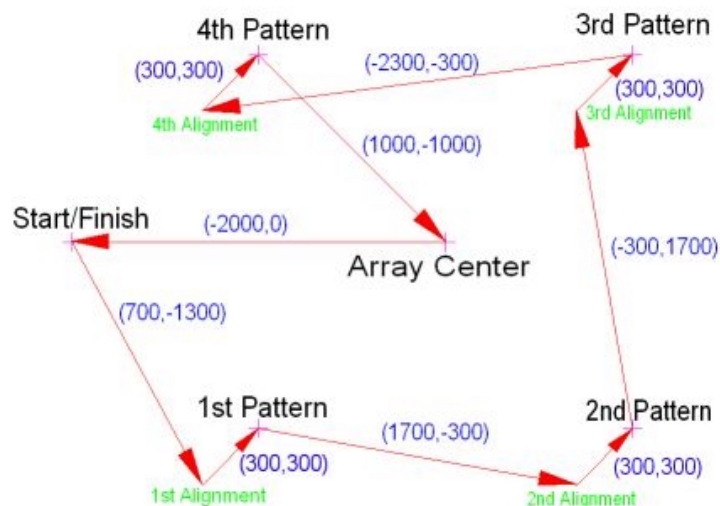 4th Pattern
3rd Pattern
(300,300)
(-2300,-300)
(300,300)
4th Alignment
3rd Alignment
(1000,-1000)
Start/Finish
(-2000,0)
Array Center
(-300,1700)
(700,-1300)
1st Pattern
2nd Pattern
(1700,-300)
(300,300)
(300,300)
1st Alignment
2nd Alignment